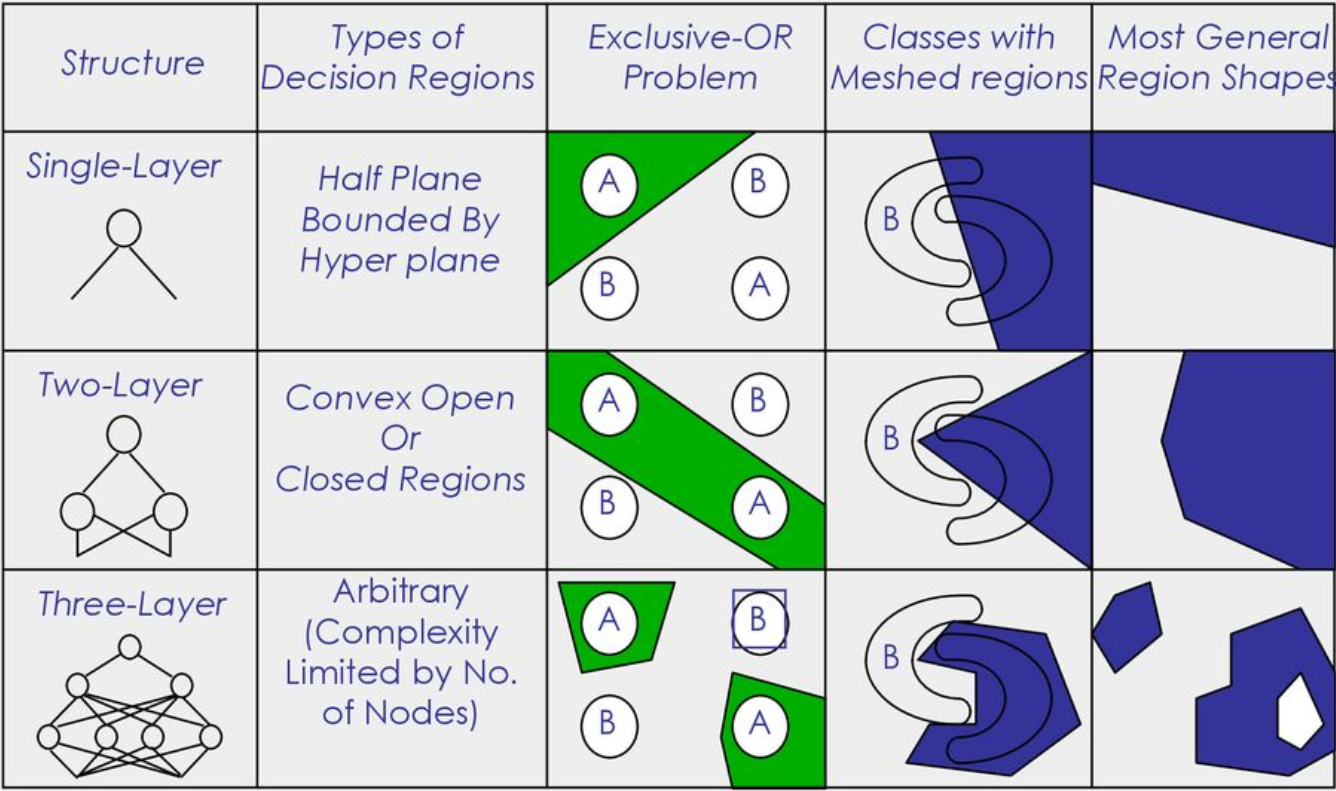 Structure
Types of
Decision Regions
Exclusive-OR
Problem
Classes with
Meshed regions
Most General
Region Shapes
Single-Layer
Half Plane
Bounded By
Hyper plane
A
B
B
A
B
Two-Layer
Convex Open
Or
Closed Regions
A
B
B
A
B
Three-Layer
Arbitrary
(Complexity
Limited by No.
of Nodes)
A
B
B
A
B